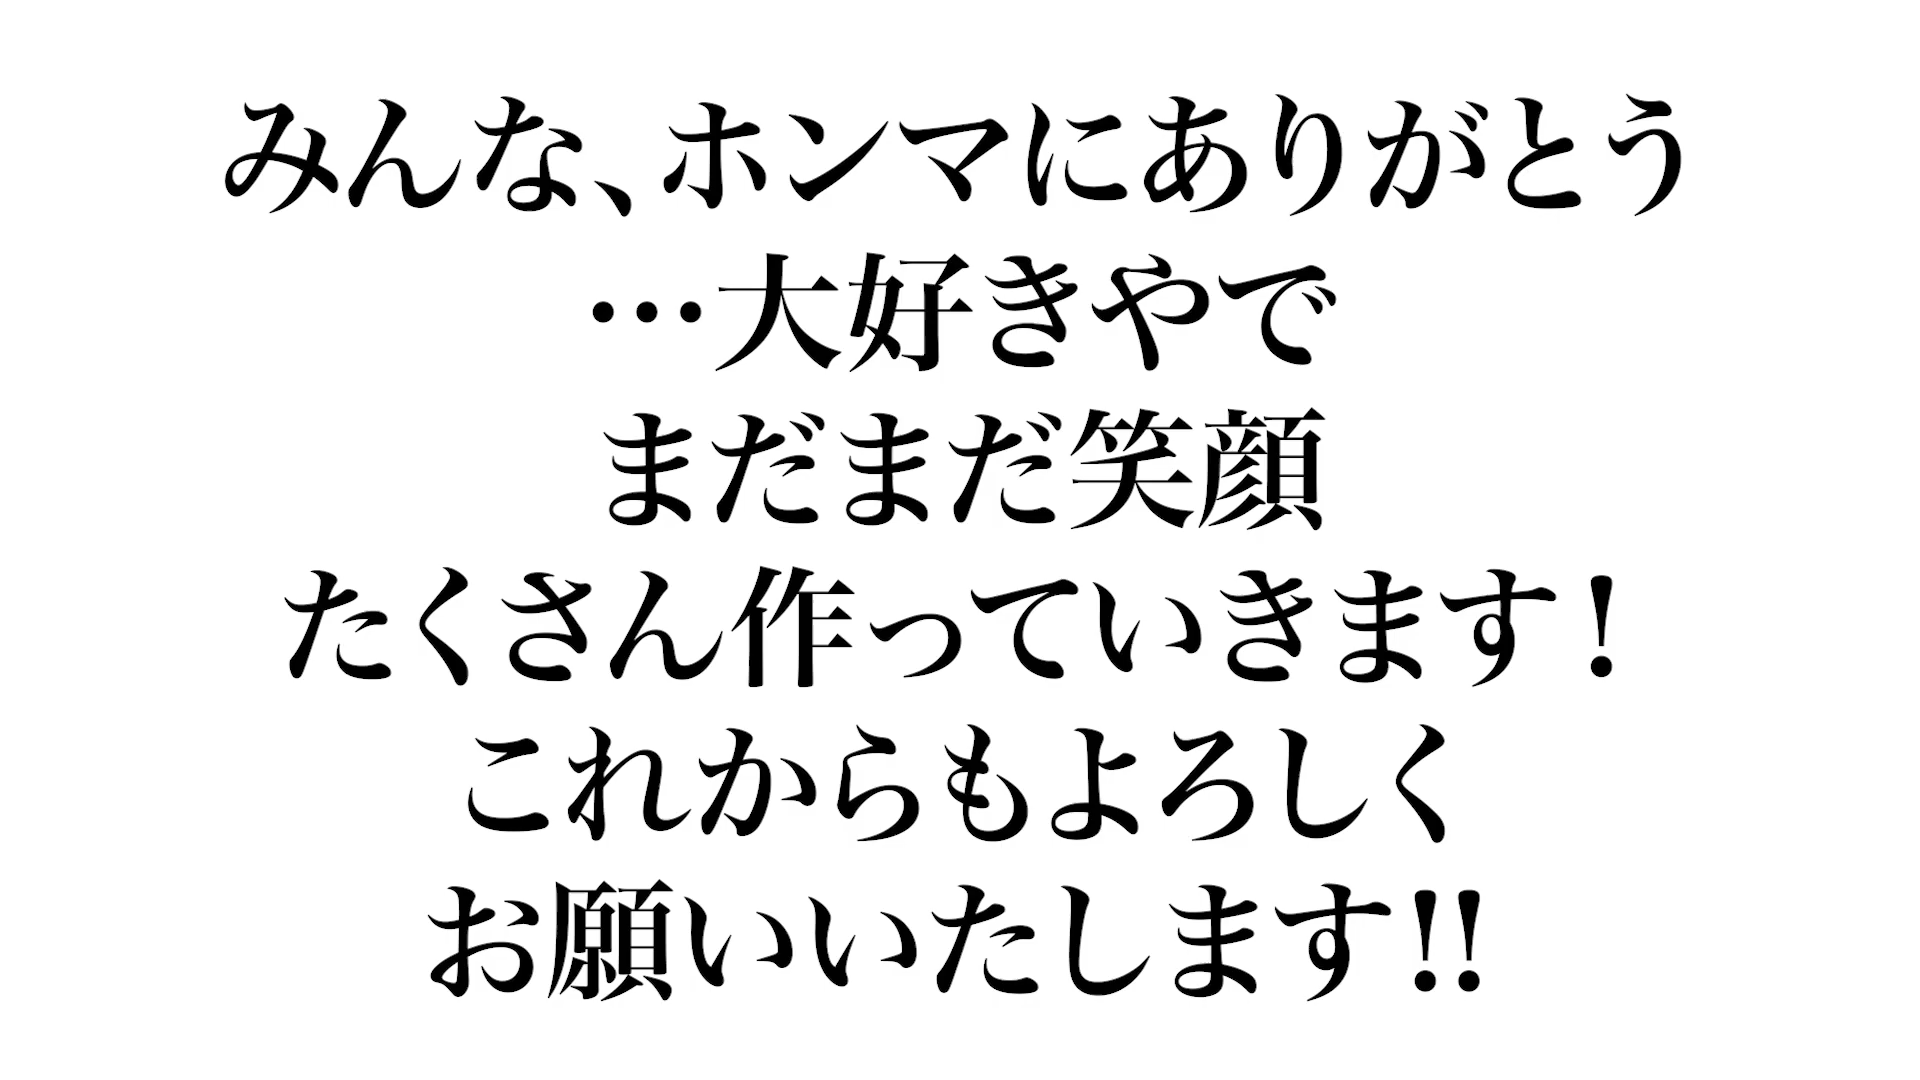 みんな、ホンマにありがとう
…大好きやで
まだまだ笑顔
たくさん作っていきます！
これからもよろしく
お願いいたします!!